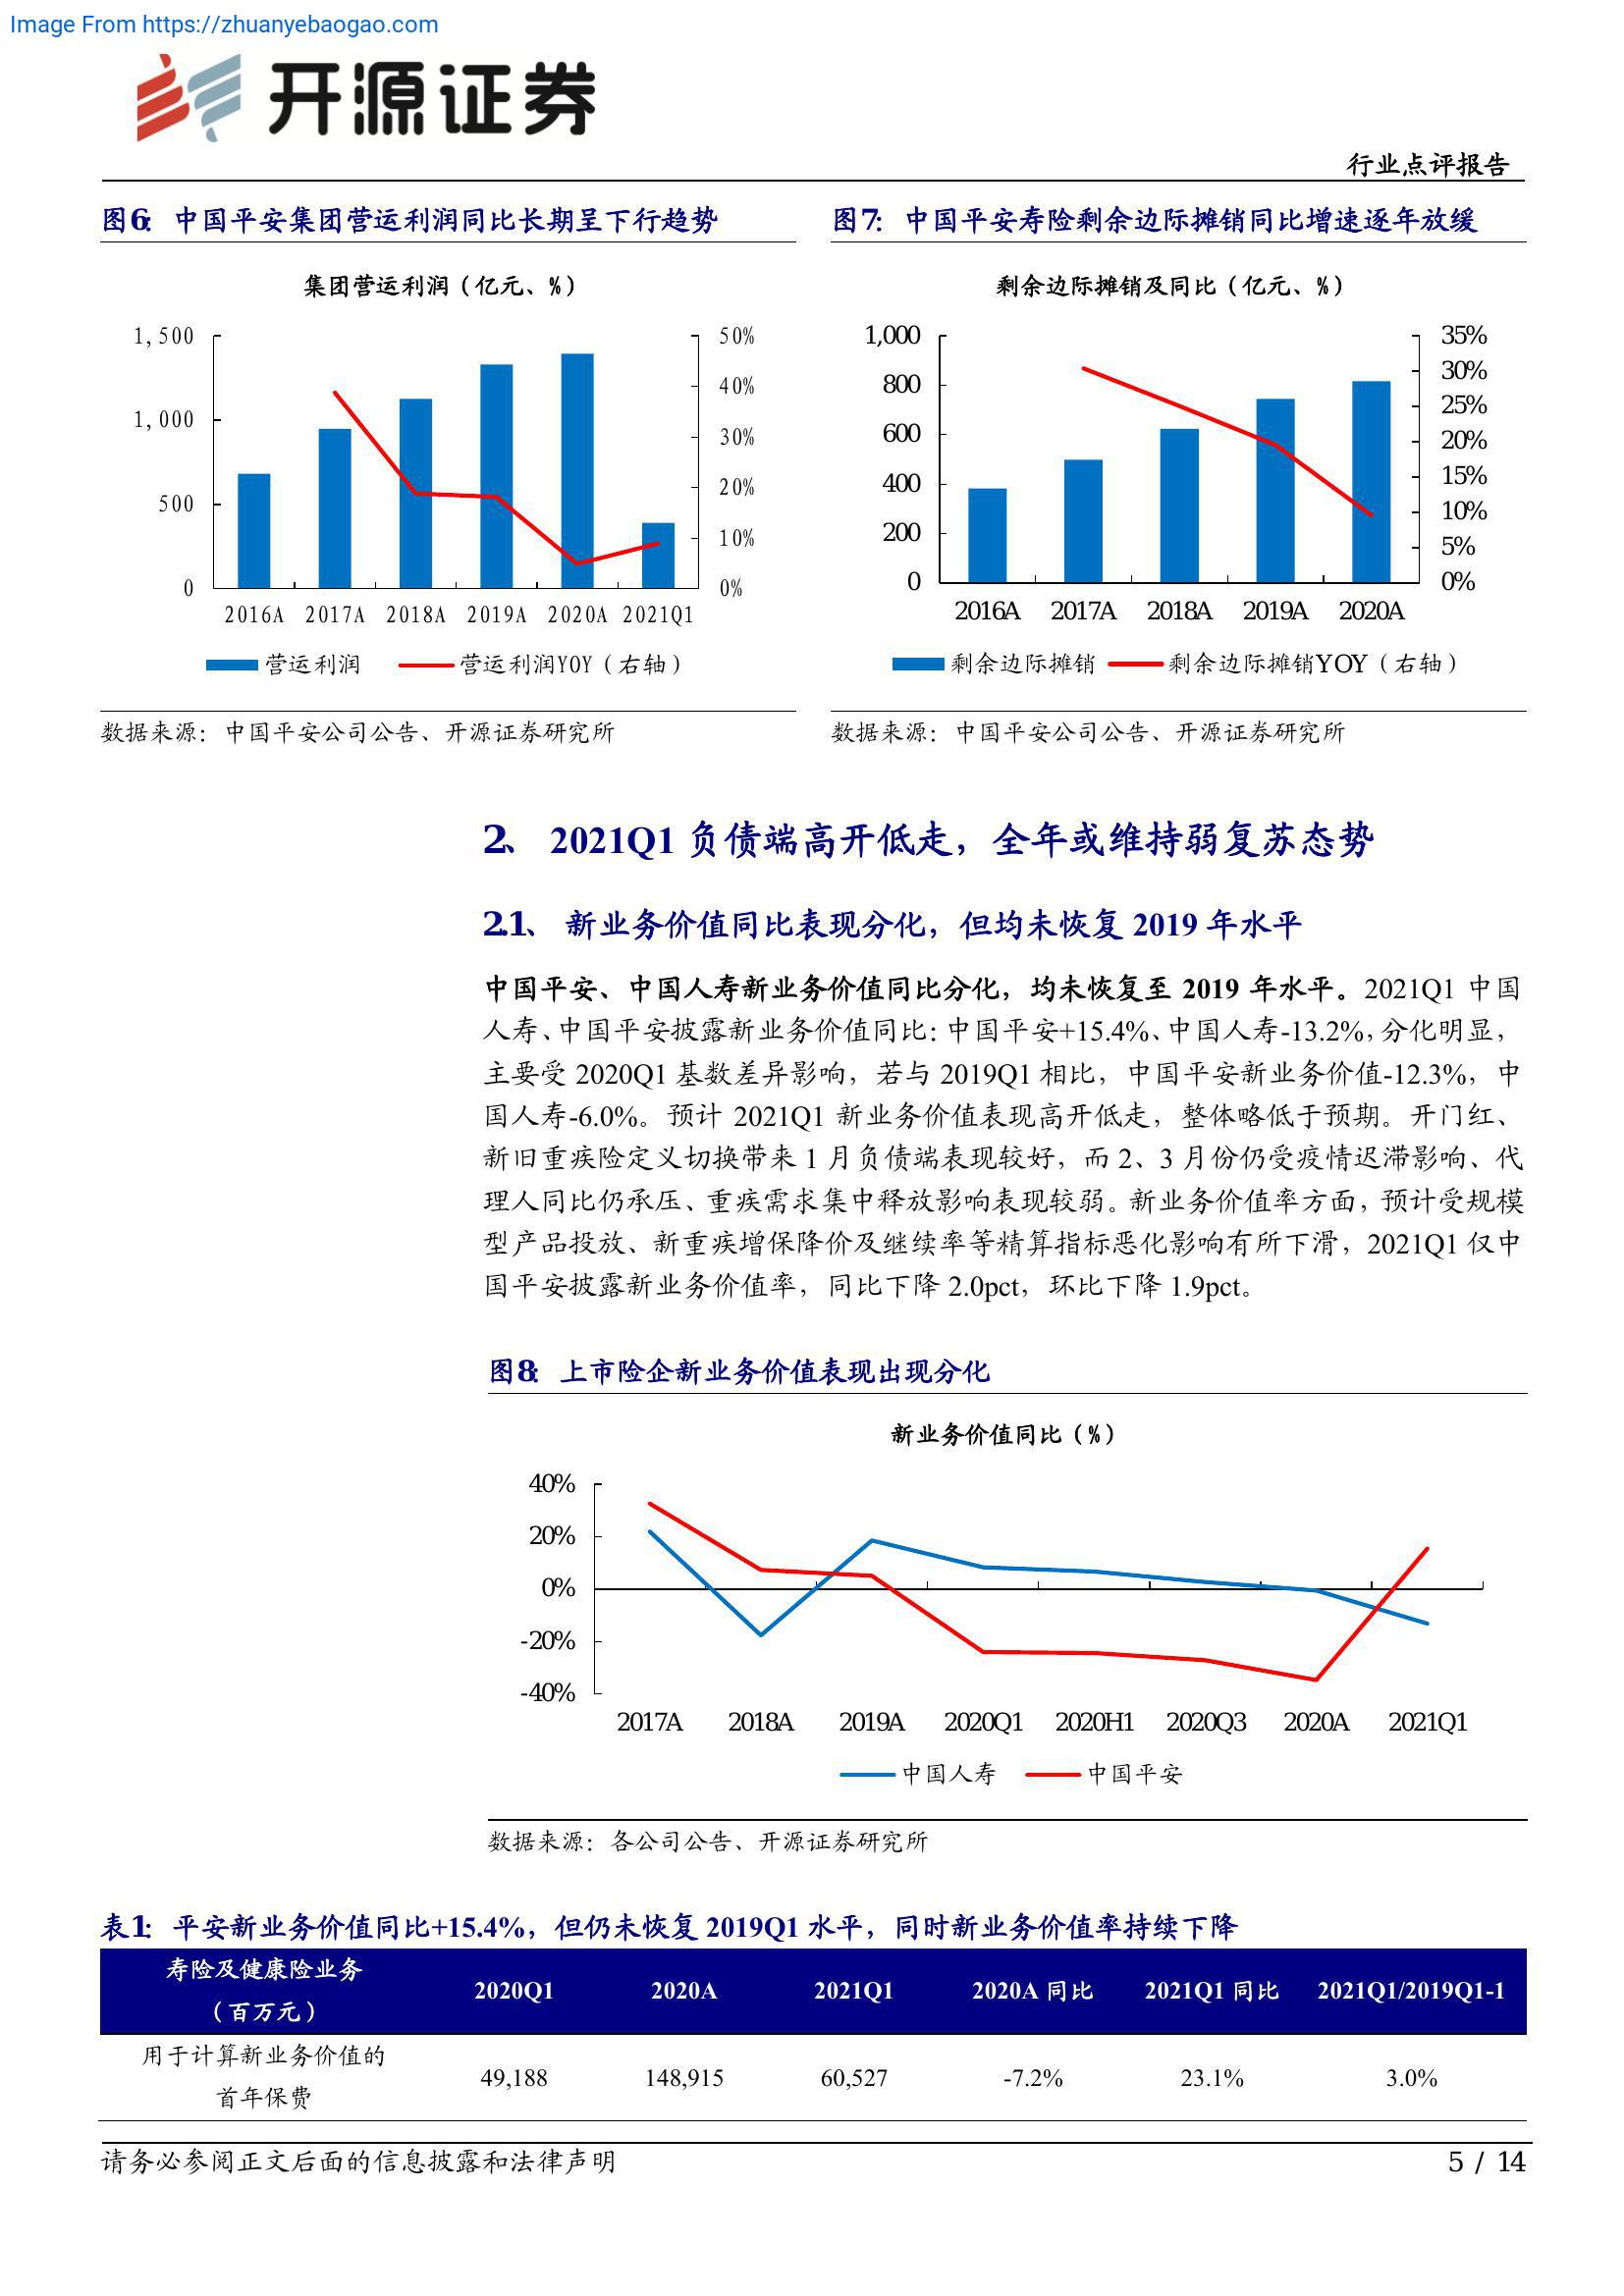 Image From https://zhuanyebaogao.com
开源证券
行业点评报告
图6： 中国平安集团营运利润同比长期呈下行趋势
集团营运利润（亿元、%）
1,500
1,000
500
0
50%
40%
30%
20%
10%
0%
2016A 2017A 2018A 2019A 2020A 2021Q1
营运利润 营运利润YOY（右轴）
数据来源：中国平安公司公告、开源证券研究所
图7： 中国平安寿险剩余边际摊销同比增速逐年放缓
剩余边际摊销及同比（亿元、%）
1,000
800
600
400
200
0
35%
30%
25%
20%
15%
10%
5%
0%
2016A 2017A 2018A 2019A 2020A
剩余边际摊销 剩余边际摊销YOY（右轴）
数据来源：中国平安公司公告、开源证券研究所
2、 2021Q1 负债端高开低走，全年或维持弱复苏态势
2.1、 新业务价值同比表现分化，但均未恢复 2019 年水平
中国平安、中国人寿新业务价值同比分化，均未恢复至 2019 年水平。2021Q1 中国
人寿、中国平安披露新业务价值同比：中国平安+15.4%、中国人寿-13.2%，分化明显，
主要受 2020Q1 基数差异影响，若与 2019Q1 相比，中国平安新业务价值-12.3%，中
国人寿-6.0%。预计 2021Q1 新业务价值表现高开低走，整体略低于预期。开门红、
新旧重疾险定义切换带来 1 月负债端表现较好，而 2、3 月份仍受疫情迟滞影响、代
理人同比仍承压、重疾需求集中释放影响表现较弱。新业务价值率方面，预计受规模
型产品投放、新重疾增保降价及继续率等精算指标恶化影响有所下滑，2021Q1 仅中
国平安披露新业务价值率，同比下降 2.0pct，环比下降 1.9pct。
图8： 上市险企新业务价值表现出现分化
新业务价值同比（%）
40%
20%
0%
-20%
-40%
2017A 2018A 2019A 2020Q1 2020H1 2020Q3 2020A 2021Q1
中国人寿 中国平安
数据来源：各公司公告、开源证券研究所
表1： 平安新业务价值同比+15.4%，但仍未恢复 2019Q1 水平，同时新业务价值率持续下降
寿险及健康险业务
（百万元） 2020Q1 2020A 2021Q1 2020A 同比 2021Q1 同比 2021Q1/2019Q1-1
用于计算新业务价值的
首年保费 49,188 148,915 60,527 -7.2% 23.1% 3.0%
请务必参阅正文后面的信息披露和法律声明 5 / 14